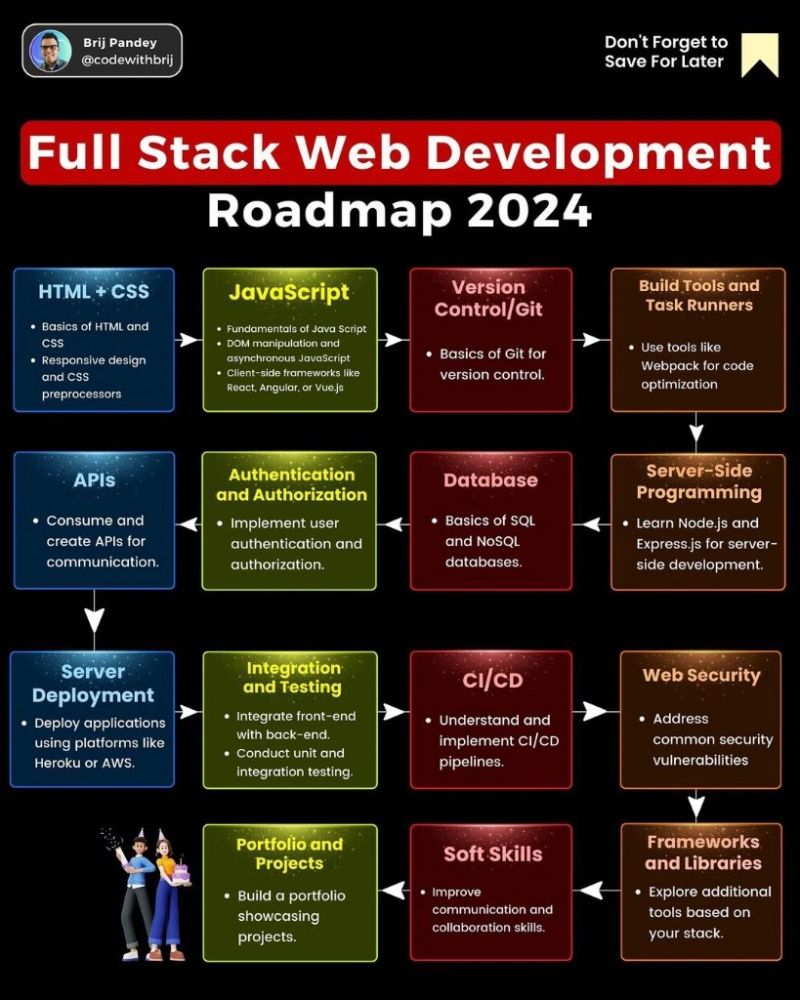 Brij Pandey
@codewithbrij
Don't Forget to
Save For Later
Full Stack Web Development
Roadmap 2024
HTML + CSS
• Basics of HTML and
CSS
• Responsive design
and CSS
preprocessors
JavaScript
• Fundamentals of Java Script
• DOM manipulation and
asynchronous JavaScript
• Client-side frameworks like
React, Angular, or Vue.js
Version
Control/Git
• Basics of Git for
version control.
Build Tools and
Task Runners
• Use tools like
Webpack for code
optimization
Server-Side
Programming
• Learn Node.js and
Express.js for server-
side development.
Database
• Basics of SQL
and NoSQL
databases.
Authentication
and Authorization
• Implement user
authentication and
authorization.
APIs
• Consume and
create APIs for
communication.
Server
Deployment
• Deploy applications
using platforms like
Heroku or AWS.
Integration
and Testing
• Integrate front-end
with back-end.
• Conduct unit and
integration testing.
CI/CD
• Understand and
implement CI/CD
pipelines.
Web Security
• Address
common security
vulnerabilities
Frameworks
and Libraries
• Explore additional
tools based on
your stack.
Soft Skills
• Improve
communication and
collaboration skills.
Portfolio and
Projects
• Build a portfolio
showcasing
projects.